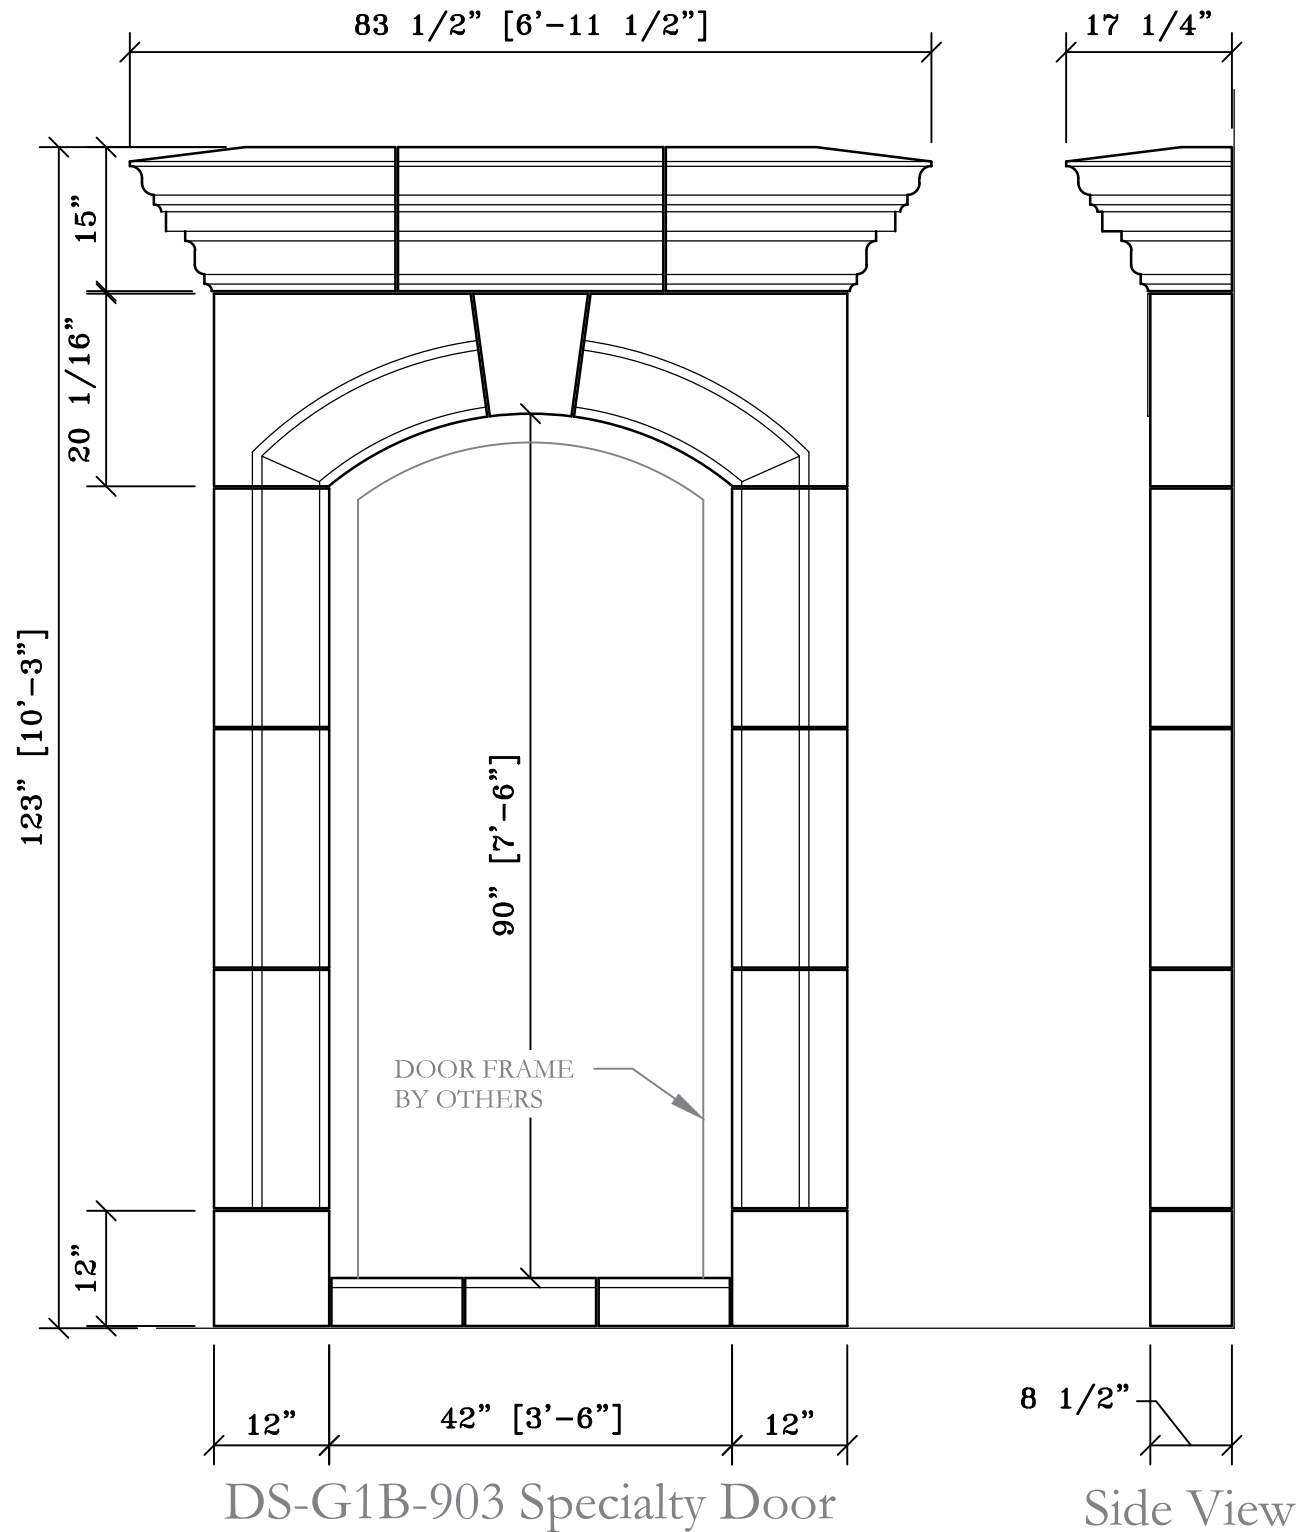 83 1/2” [6’-11 1/2”]
17 1/4”
15”
20 1/16”
123” [10’-3”]
90” [7’-6”]
DOOR FRAME
BY OTHERS
12”
8 1/2”
12”
42” [3’-6”]
12”
DS-G1B-903 Specialty Door
Side View